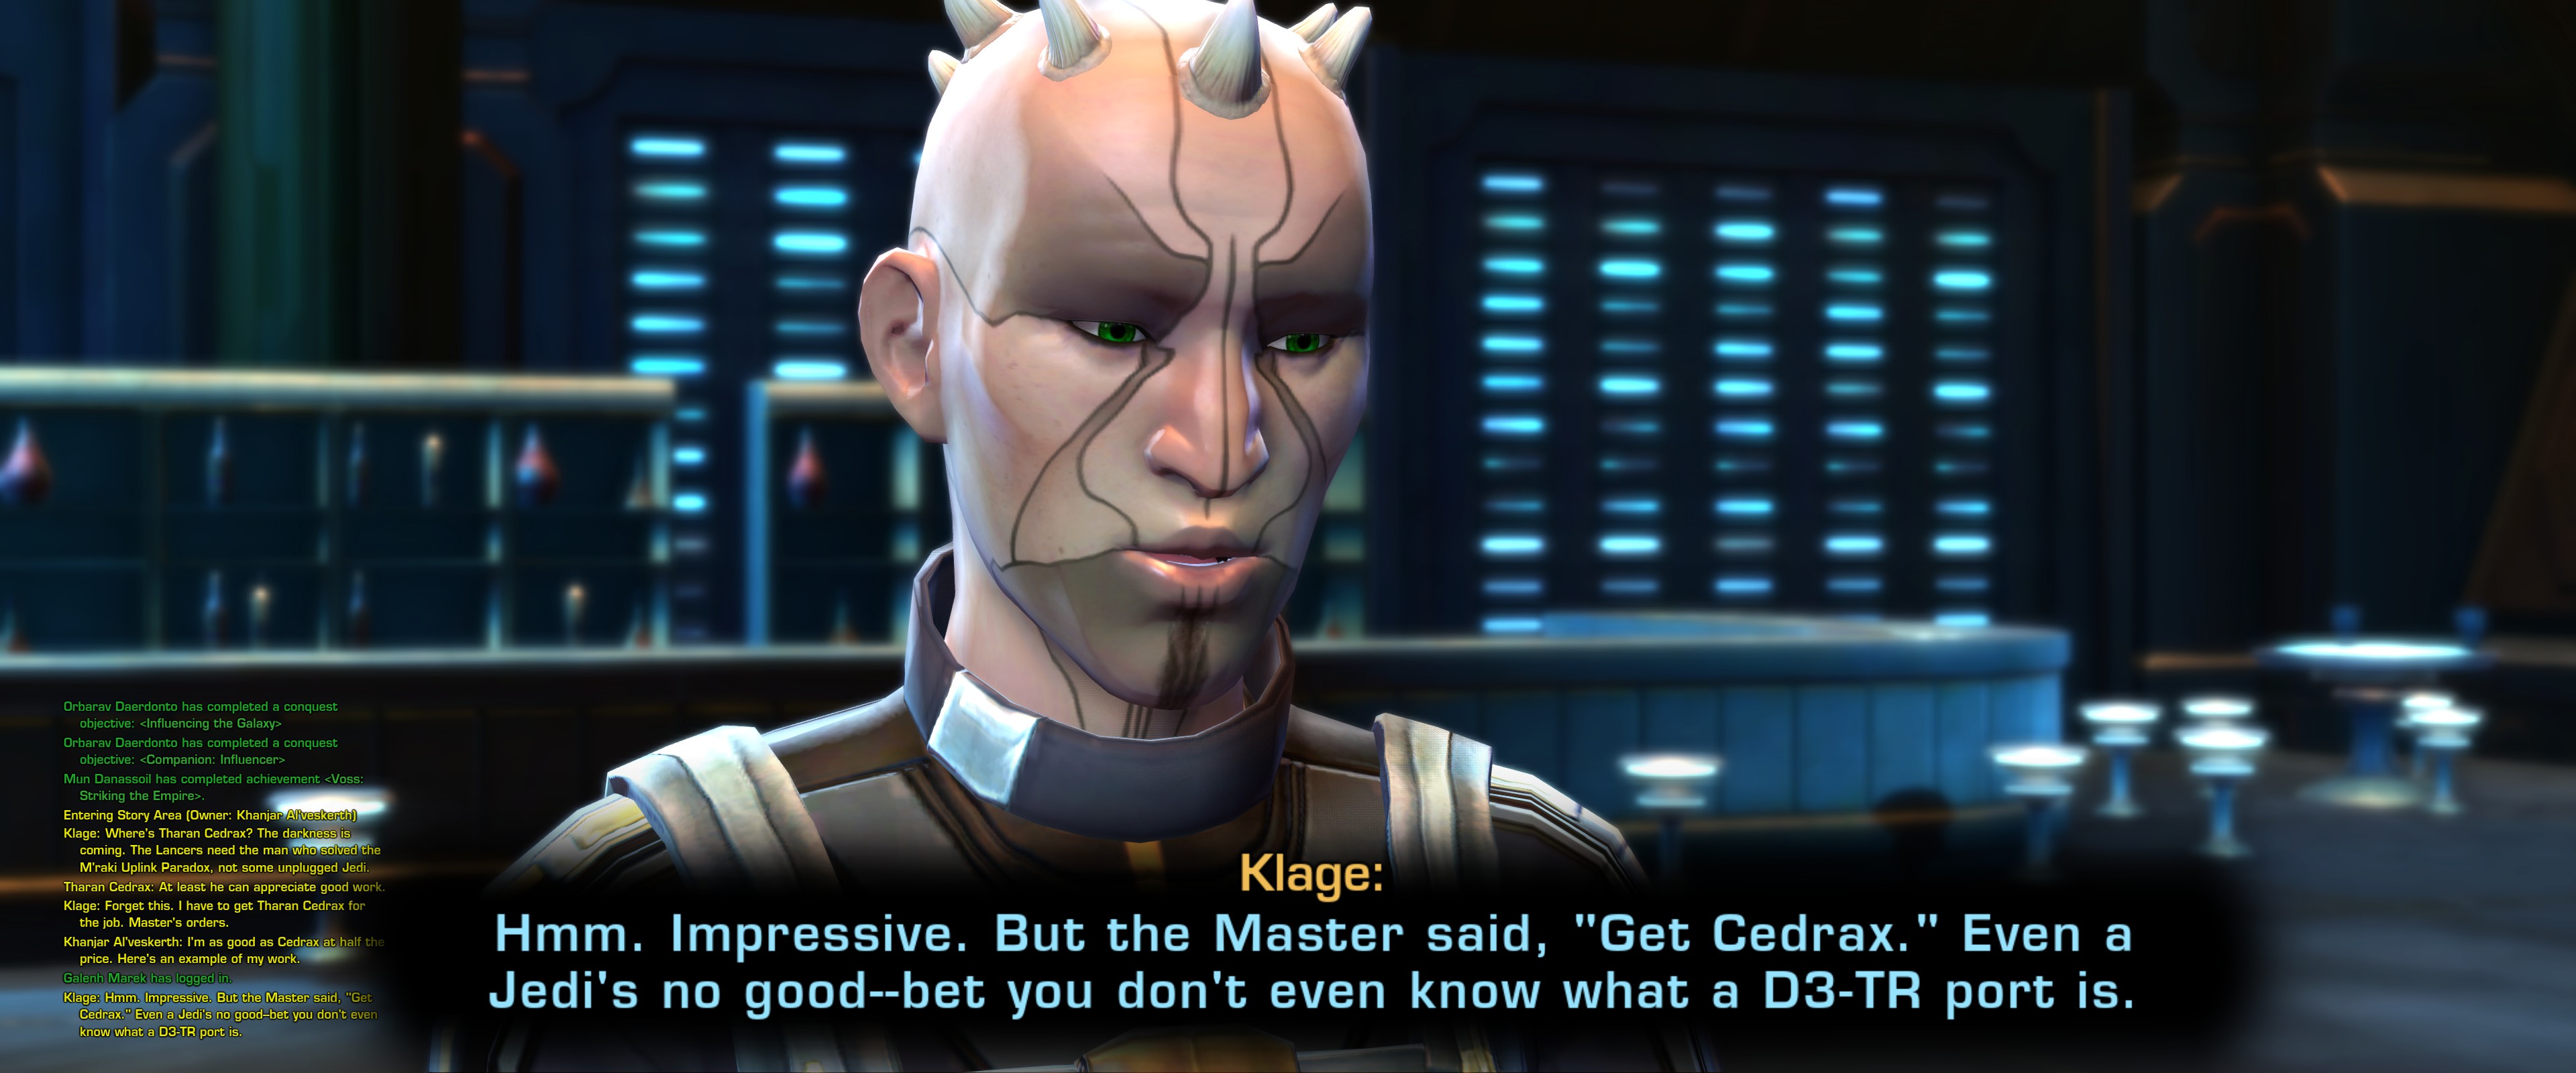 Orbarav Daerdonto has completed a conquest
objective: <Influencing the Galaxy>
Orbarav Daerdonto has completed a conquest
objective: <Companion: Influencer>
Mun Danassoil has completed achievement <Voss:
Striking the Empire>.
Entering Story Area (Owner: Khanjar Al'veskerth)
Klage: Where's Tharan Cedrax? The darkness is
coming. The Lancers need the man who solved the
M'raki Uplink Paradox, not some unplugged Jedi.
Tharan Cedrax: At least he can appreciate good work.
Klage: Forget this. I have to get Tharan Cedrax for
the job. Master's orders.
Khanjar Al'veskerth: I'm as good as Cedrax at half the
price. Here's an example of my work.
Galenh Marek has logged in.
Klage: Hmm. Impressive. But the Master said, "Get
Cedrax." Even a Jedi's no good--bet you don't even
know what a D3-TR port is.
Klage:
Hmm. Impressive. But the Master said, "Get Cedrax." Even a
Jedi's no good--bet you don't even know what a D3-TR port is.